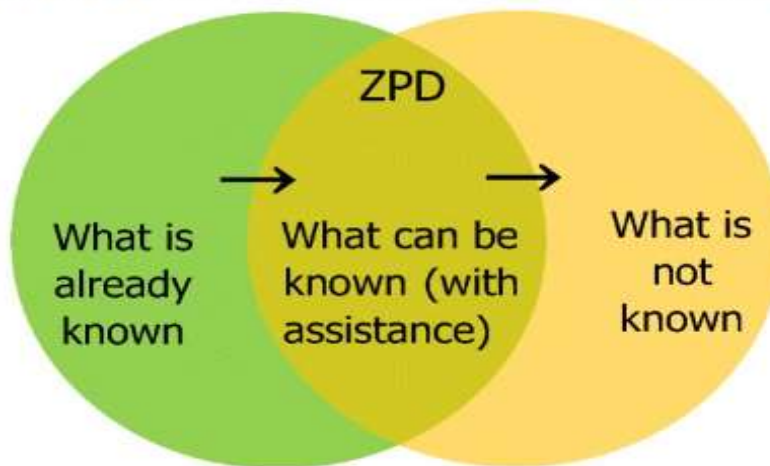 ZPD
What is
already
known
What can be
known (with
assistance)
What is
not
known